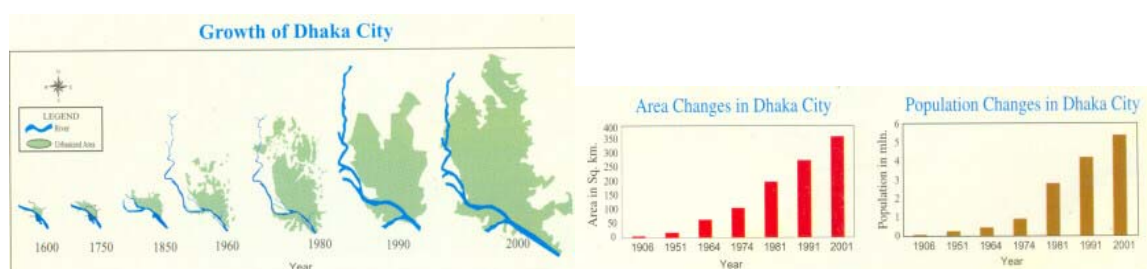 Growth of Dhaka City
N
W
E
S
LEGEND
River
Urbanized Area
1600
1750
1850
1960
1980
1990
2000
Year
Area Changes in Dhaka City
Area in Sq. km.
400
350
300
250
200
150
100
50
0
1906 1951 1964 1974 1981 1991 2001
Year
Population Changes in Dhaka City
Population in mln.
6
5
4
3
2
1
0
1906 1951 1964 1974 1981 1991 2001
Year